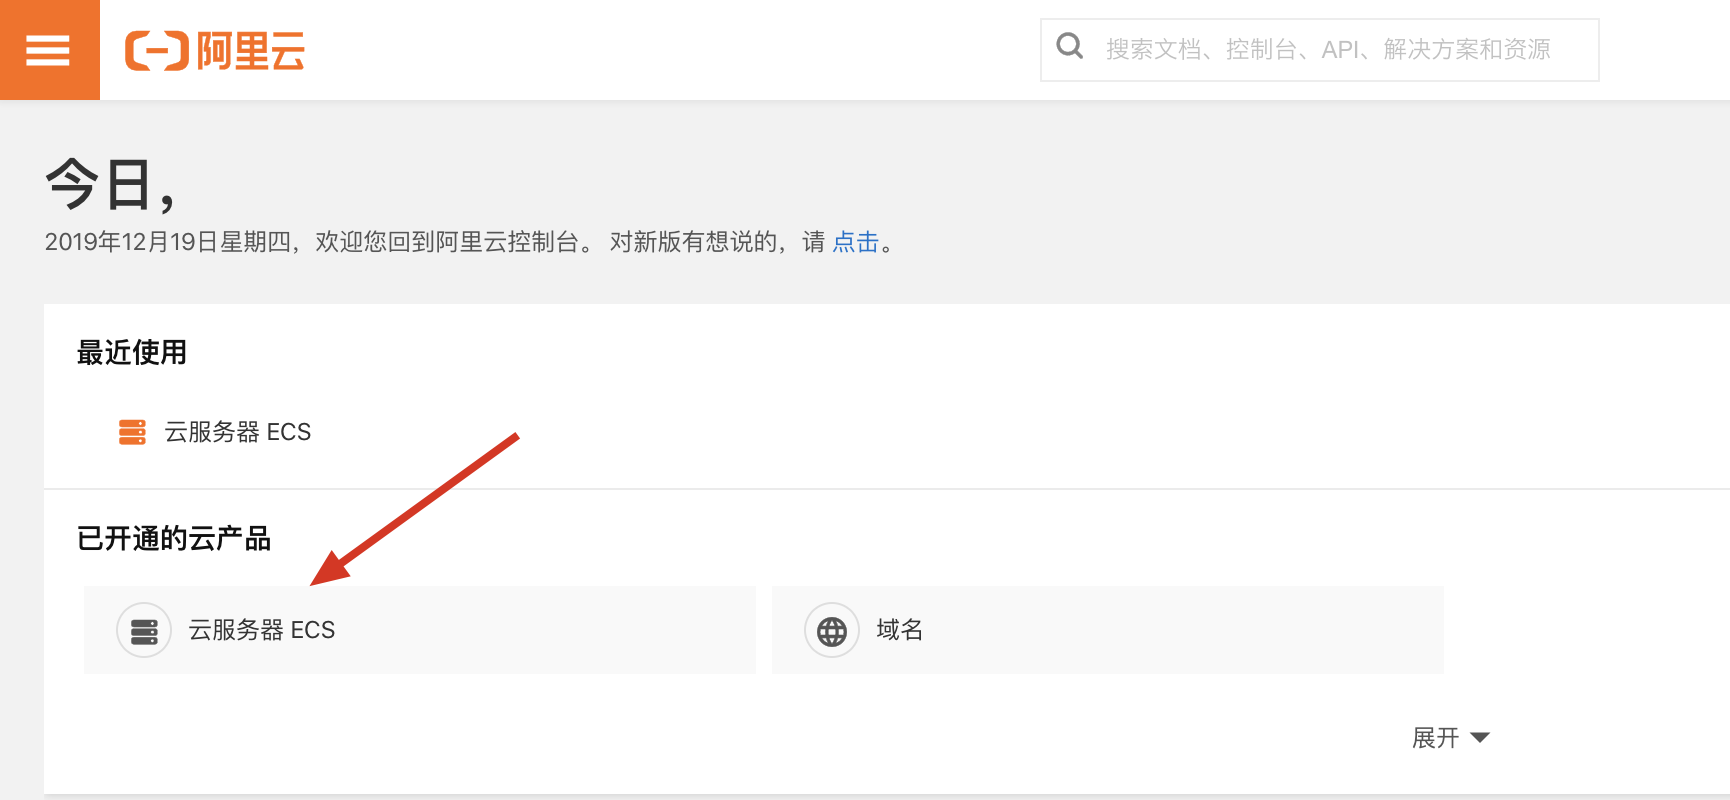 阿里云
搜索文档、控制台、API、解决方案和资源
今日，
2019年12月19日星期四，欢迎您回到阿里云控制台。 对新版有想说的，请 点击。
最近使用
云服务器 ECS
已开通的云产品
云服务器 ECS
域名
展开